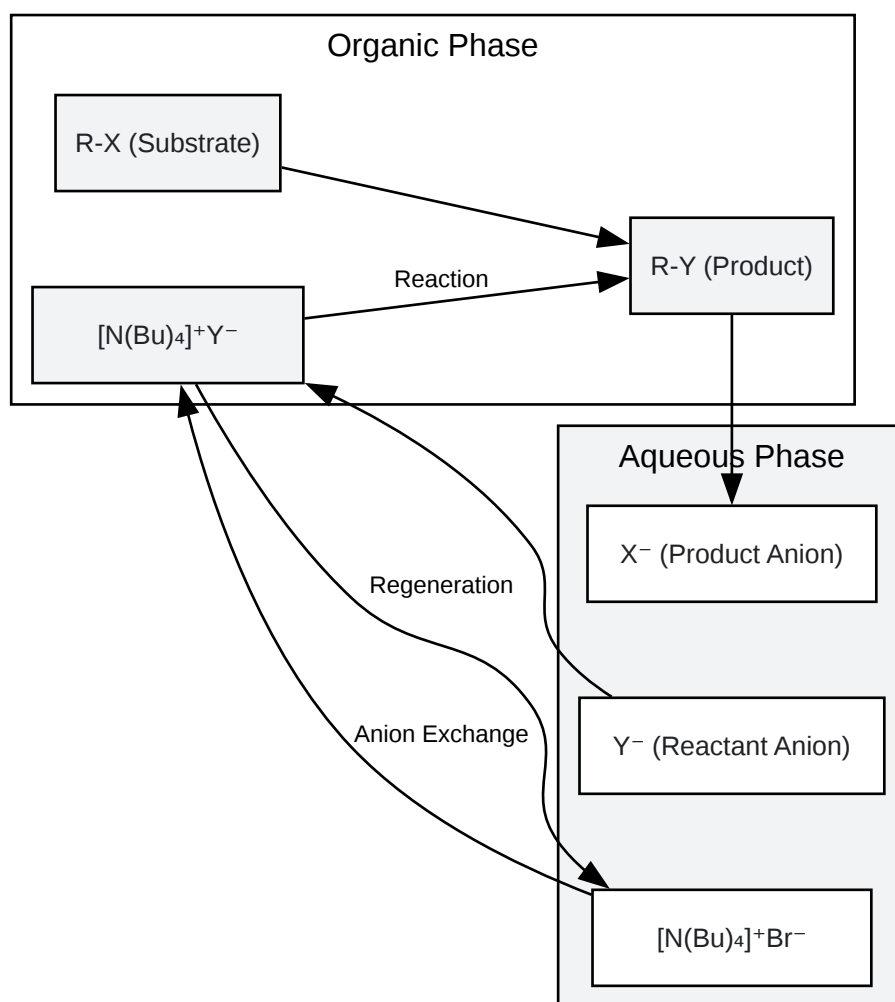 Organic Phase
R-X (Substrate)
R-Y (Product)
Reaction
[N(Bu)₄]⁺Y⁻
Aqueous Phase
X⁻ (Product Anion)
Regeneration
Anion Exchange
Y⁻ (Reactant Anion)
[N(Bu)₄]⁺Br⁻